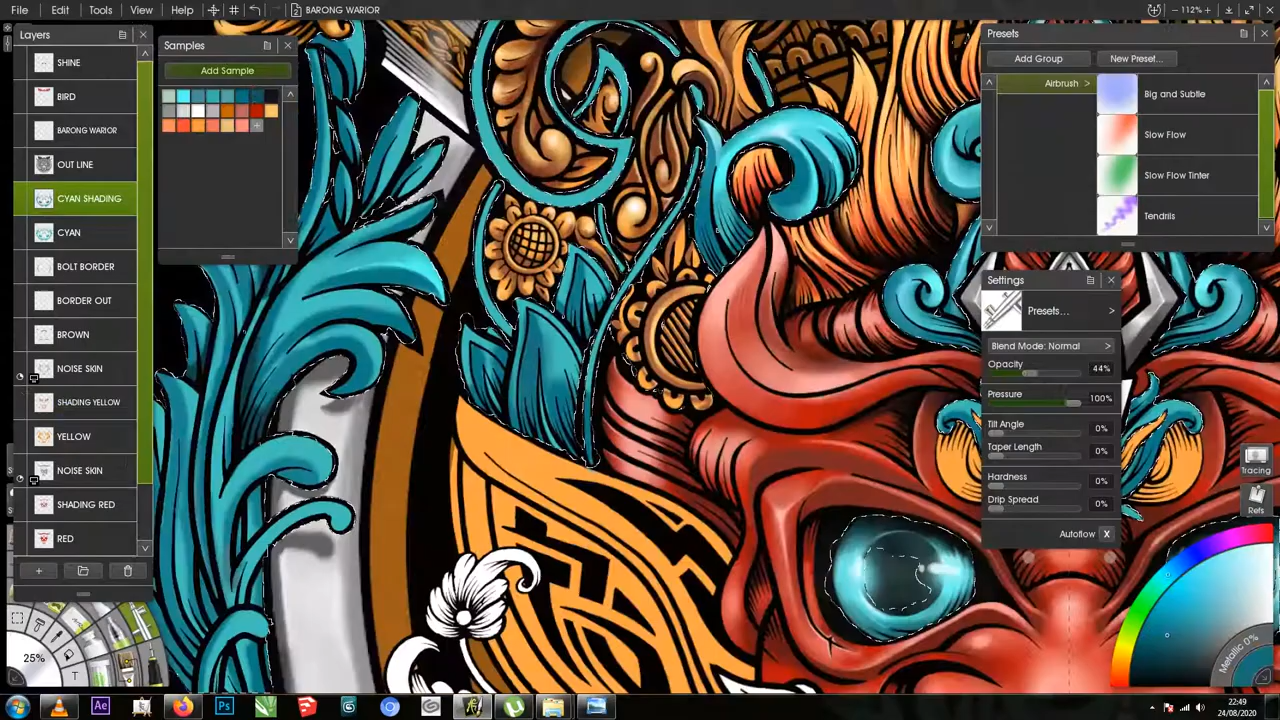 File Edit Tools View Help BARONG WARIOR 112%
Layers
SHINE
BIRD
BARONG WARIOR
OUT LINE
CYAN SHADING
CYAN
BOLT BORDER
BORDER OUT
BROWN
NOISE SKIN
SHADING YELLOW
YELLOW
NOISE SKIN
SHADING RED
RED
25%
T
Samples
Add Sample
Presets
Add Group New Preset...
Airbrush >
Big and Subtle
Slow Flow
Slow Flow Tinter
Tendrils
Settings
Presets... >
Blend Mode: Normal >
Opacity 44%
Pressure 100%
Tilt Angle 0%
Taper Length 0%
Hardness 0%
Drip Spread 0%
Autoflow X
Tracing
Refs
Metallic 0%
Ae
Ps
22:49
24/08/2020